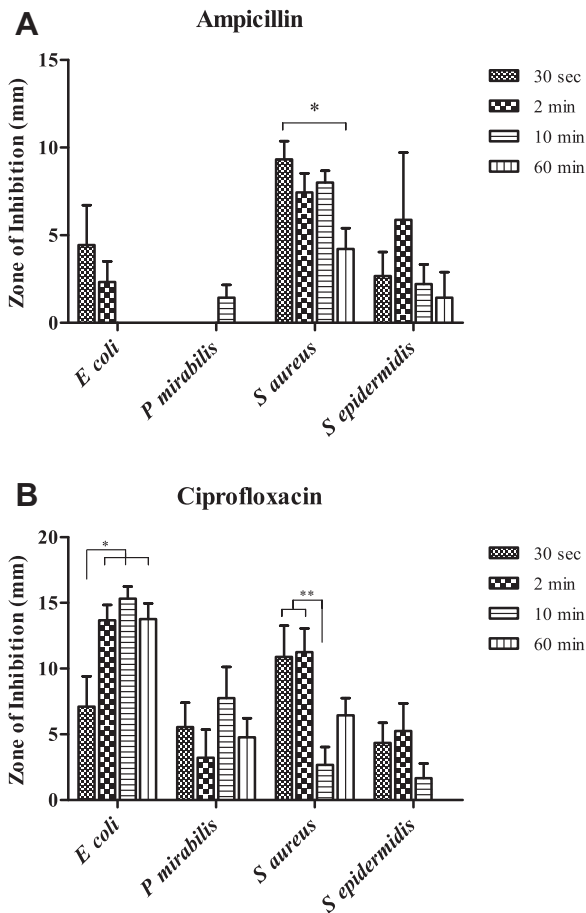 A
Ampicillin
Zone of Inhibition (mm)
15
10
5
0
*
30 sec
2 min
10 min
60 min
E coli
P mirabilis
S aureus
S epidermidis
B
Ciprofloxacin
Zone of Inhibition (mm)
20
15
10
5
0
*
**
30 sec
2 min
10 min
60 min
E coli
P mirabilis
S aureus
S epidermidis